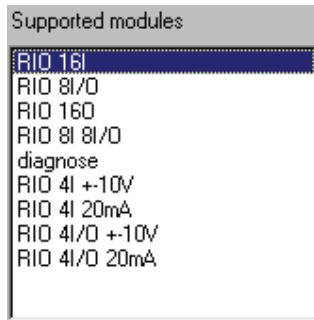 Supported modules
RIO 16I
RIO 8I/O
RIO 16O
RIO 8I 8I/O
diagnose
RIO 4I +-10V
RIO 4I 20mA
RIO 4I/O +-10V
RIO 4I/O 20mA